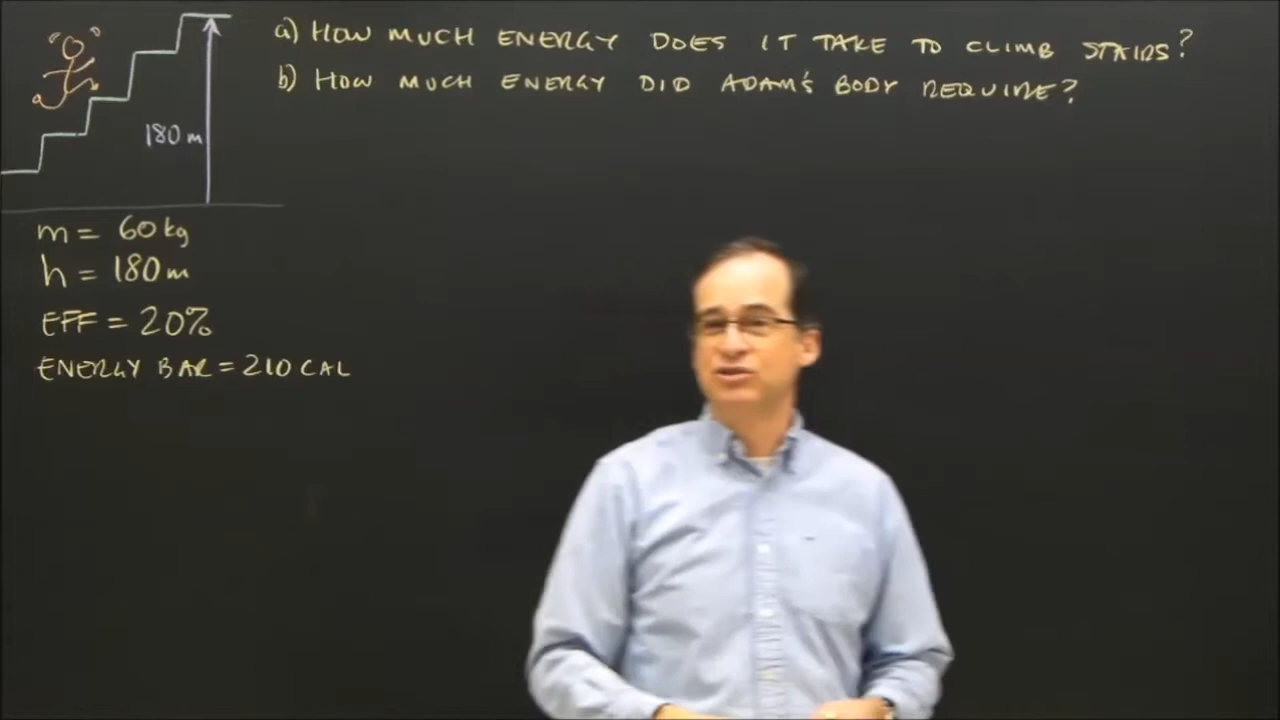 a) HOW MUCH ENERGY DOES IT TAKE TO CLIMB STAIRS?
b) HOW MUCH ENERGY DID ADAM'S BODY REQUIRE?
180 m
m = 60 kg
h = 180 m
EFF = 20%
ENERGY BAR = 210 CAL